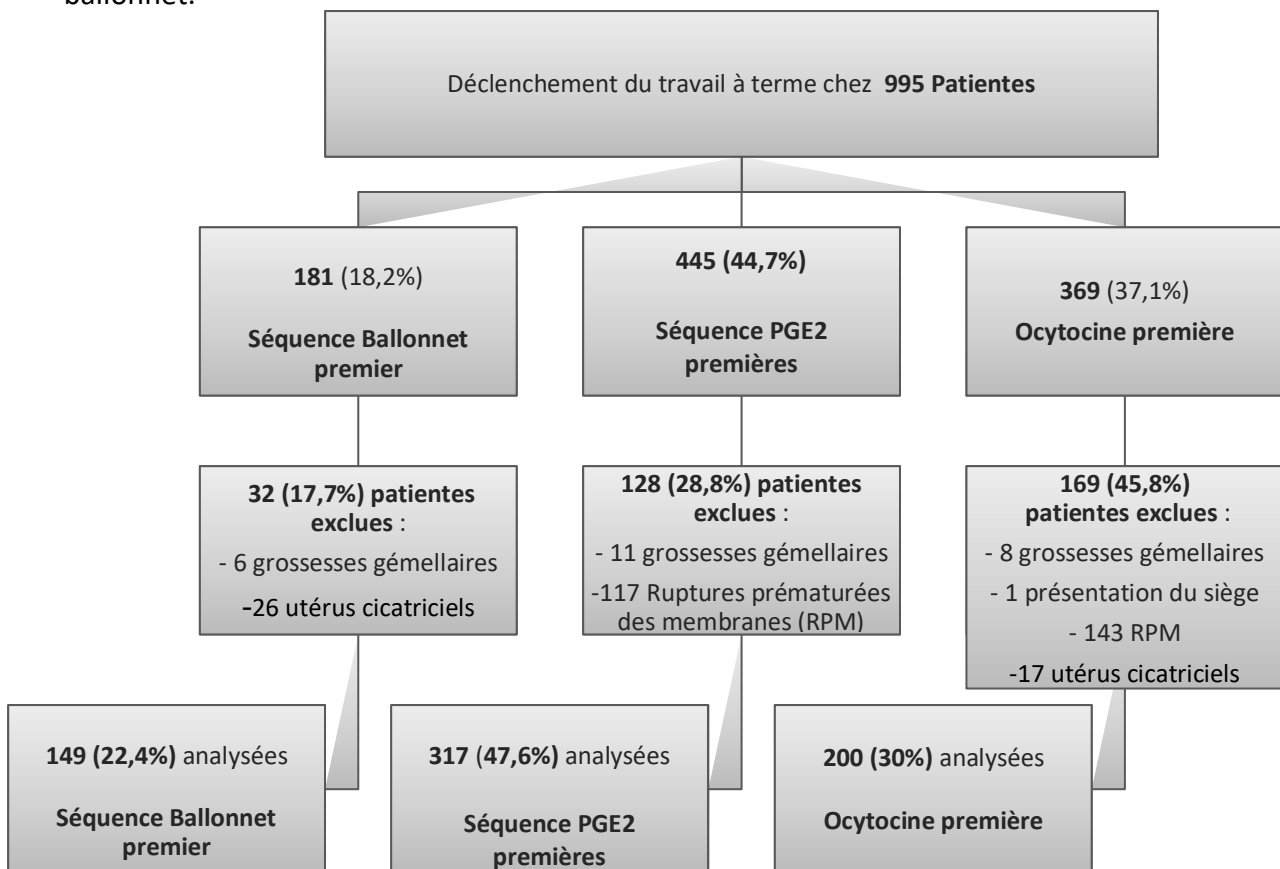 ballonnet.
Déclenchement du travail à terme chez 995 Patientes
181 (18,2%)
Séquence Ballonnet
premier
445 (44,7%)
Séquence PGE2
premières
369 (37,1%)
Ocytocine première
32 (17,7%) patientes
exclues :
- 6 grossesses gémellaires
-26 utérus cicatriciels
128 (28,8%) patientes
exclues :
- 11 grossesses gémellaires
-117 Ruptures prématurées
des membranes (RPM)
169 (45,8%)
patientes exclues :
- 8 grossesses gémellaires
- 1 présentation du siège
- 143 RPM
-17 utérus cicatriciels
149 (22,4%) analysées
Séquence Ballonnet
premier
317 (47,6%) analysées
Séquence PGE2
premières
200 (30%) analysées
Ocytocine première